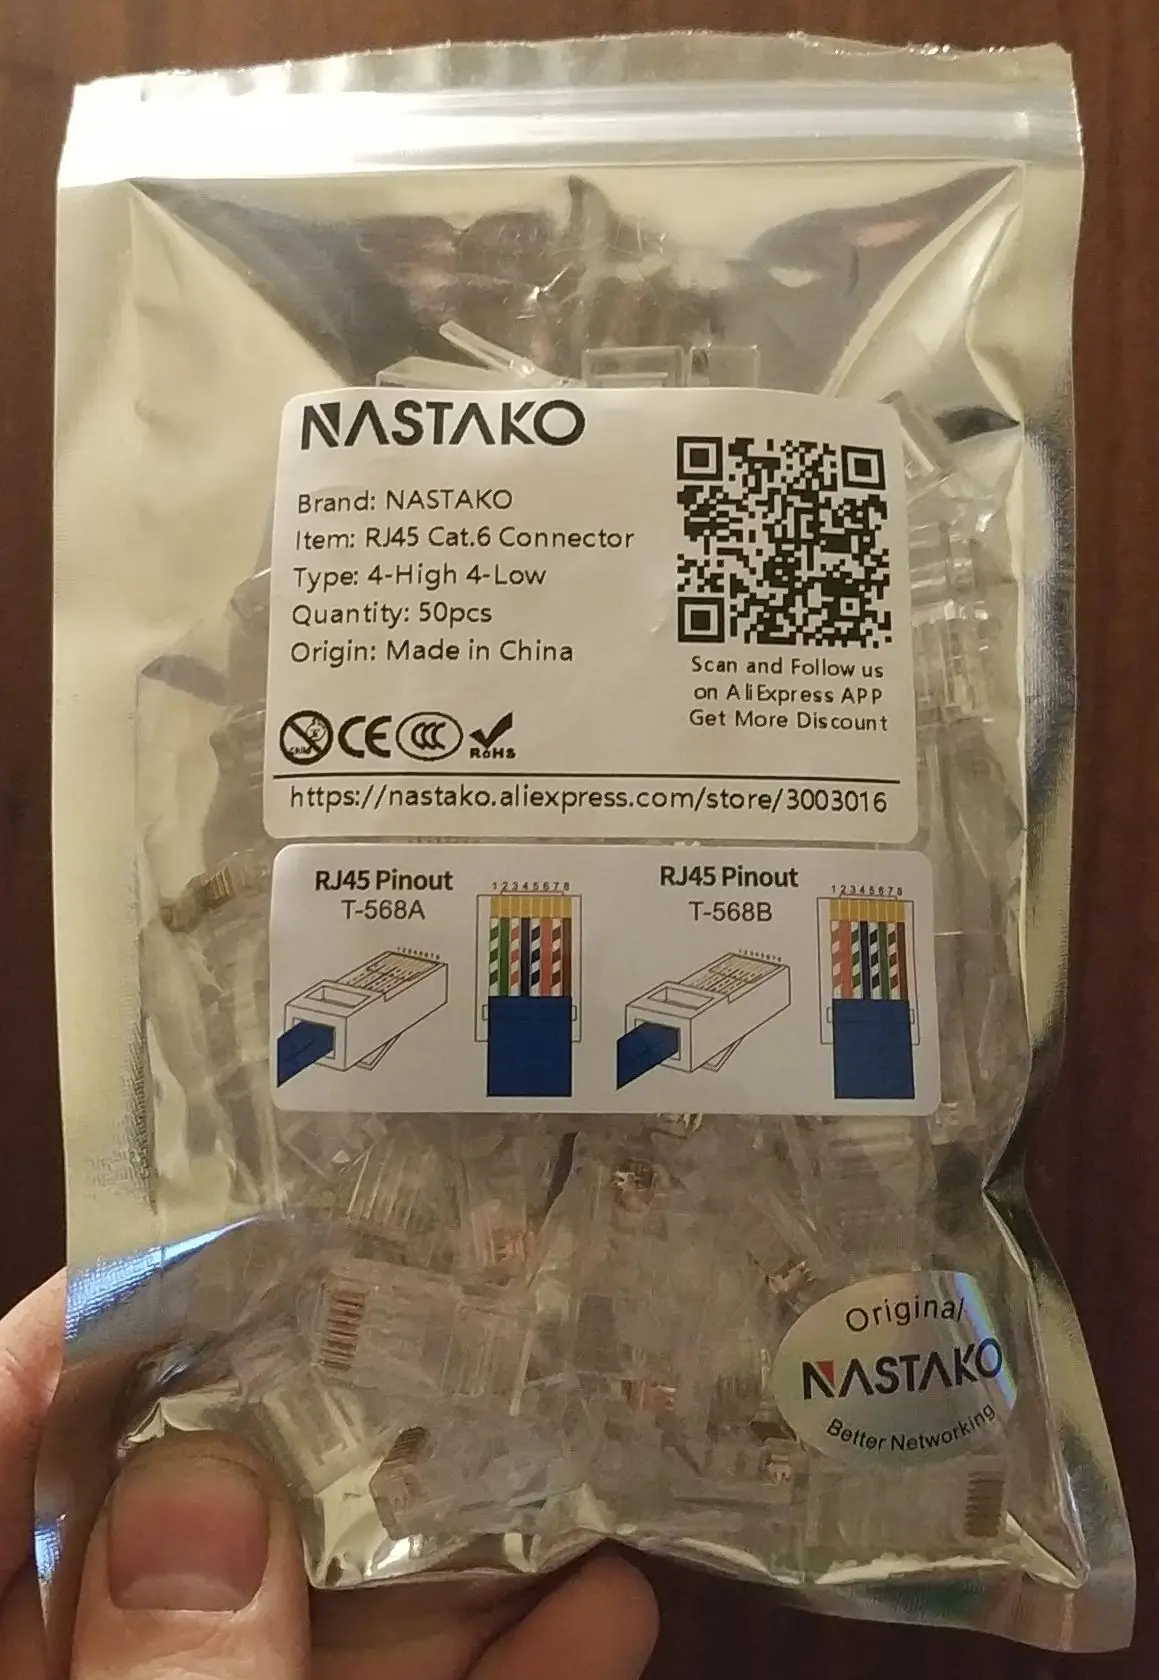 NASTAKO
Brand: NASTAKO
Item: RJ45 Cat.6 Connector
Type: 4-High 4-Low
Quantity: 50pcs
Origin: Made in China
Scan and Follow us
on AliExpress APP
Get More Discount
CE CCC RoHS
https://nastako.aliexpress.com/store/3003016
RJ45 Pinout
T-568A
12345678
RJ45 Pinout
T-568B
12345678
Original
NASTAKO
Better Networking